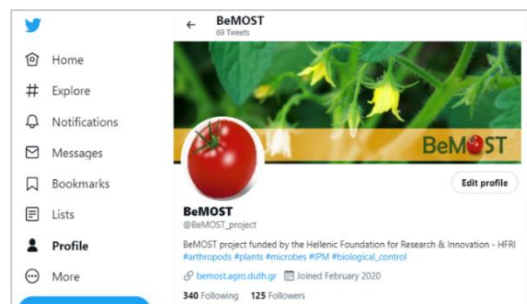 BeMOST
69 Tweets
Home
Explore
Notifications
Messages
Bookmarks
Lists
Profile
More
BeMOST
Edit profile
BeMOST
@BeMOST_project
BeMOST project funded by the Hellenic Foundation for Research & Innovation - HFRI
#arthropods #plants #microbes #IPM #biological_control
bemost.agro.duth.gr Joined February 2020
340 Following 125 Followers